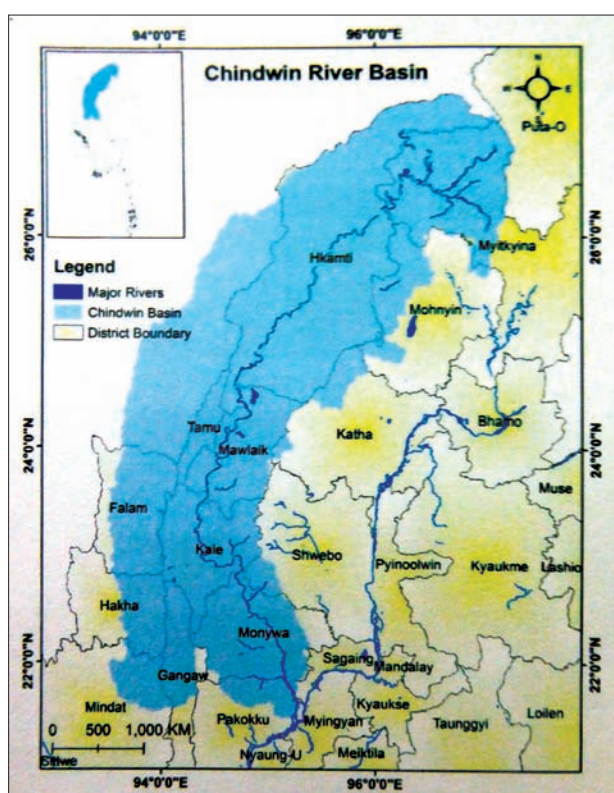 94°0'0"E 96°0'0"E
Chindwin River Basin
N
W E
S
Puta-O
26°0'0"N 26°0'0"N
Myitkyina
Hkamti
Legend
Major Rivers
Chindwin Basin
District Boundary
Mohnyin
Bhamo
Tamu
Katha
24°0'0"N 24°0'0"N
Mawlaik
Muse
Falam
Kale
Shwebo
Pyinoolwin
Kyaukme
Lashio
Hakha
Monywa
22°0'0"N 22°0'0"N
Sagaing
Mandalay
Gangaw
Mindat
Kyaukse
Pakokku
Myingyan
Taunggyi
Loilen
0 500 1,000 KM
Nyaung-U
Meiktila
94°0'0"E 96°0'0"E